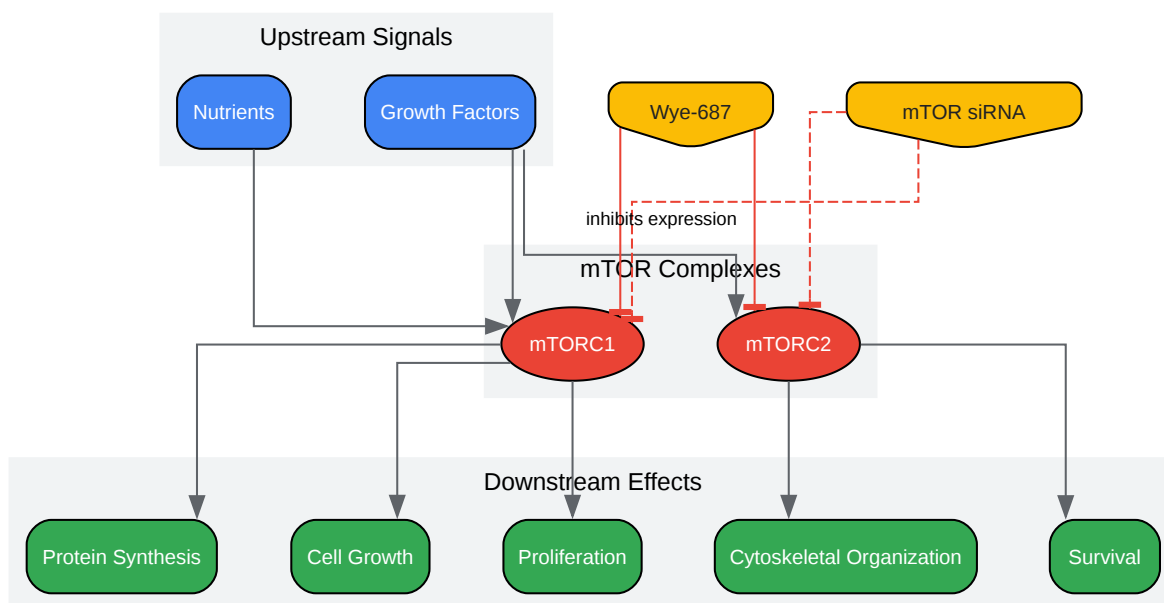 Upstream Signals
Nutrients
Growth Factors
Wye-687
mTOR siRNA
inhibits expression
mTOR Complexes
mTORC1
mTORC2
Downstream Effects
Protein Synthesis
Cell Growth
Proliferation
Cytoskeletal Organization
Survival